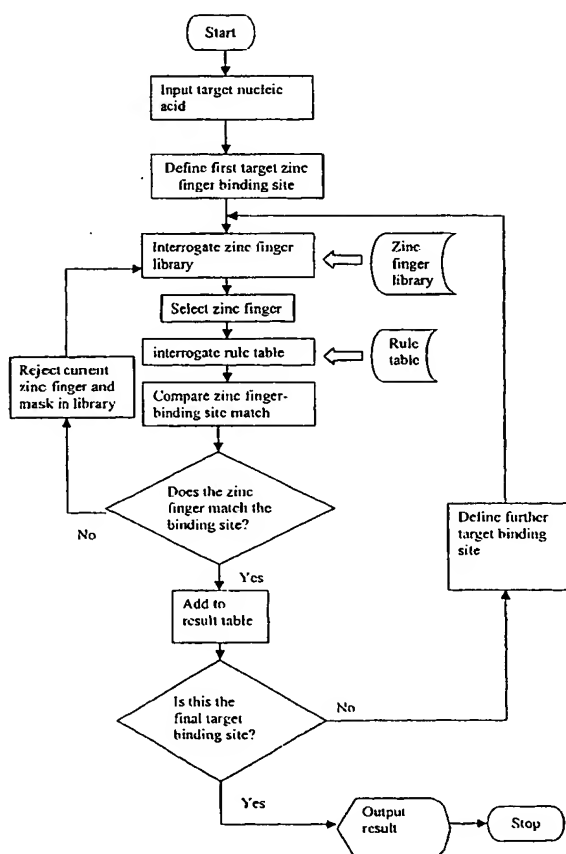 Start
Input target nucleic
acid
Define first target zinc
finger binding site
Interrogate zinc finger
library
Zinc
finger
library
Select zinc finger
interrogate rule table
Rule
table
Reject current
zinc finger and
mask in library
Compare zinc finger-
binding site match
Does the zinc
finger match the
binding site?
No
Yes
Define further
target binding
site
Add to
result table
Is this the
final target
binding site?
No
Yes
Output
result
Stop